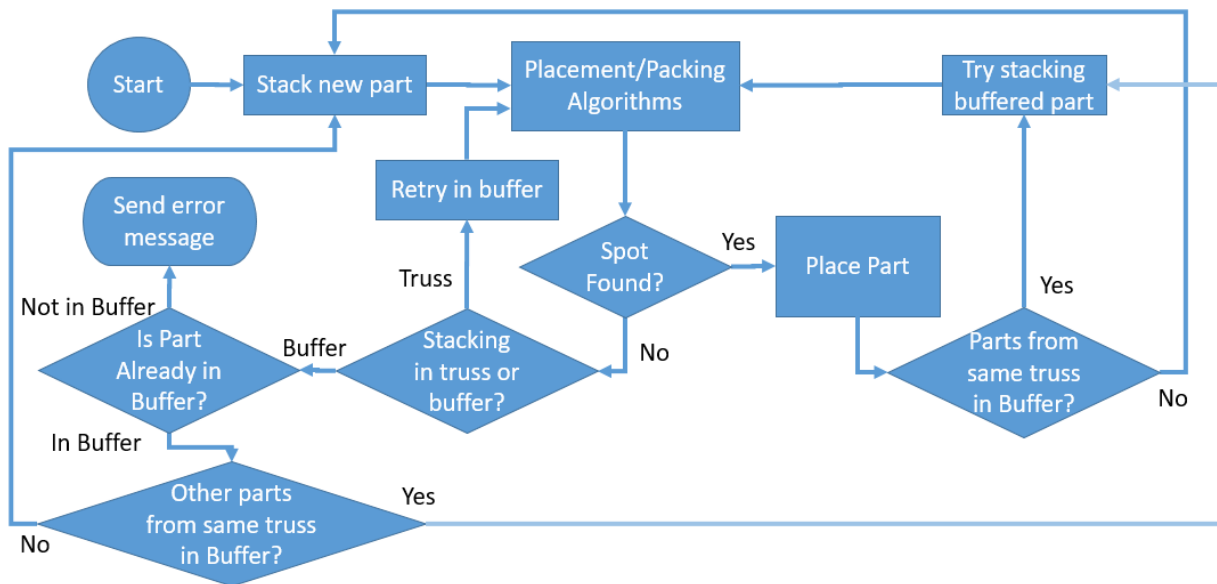 Start
Stack new part
Placement/Packing
Algorithms
Try stacking
buffered part
Retry in buffer
Send error
message
Spot
Found?
Yes
Place Part
Truss
Yes
Not in Buffer
Is Part
Already in
Buffer?
Buffer
Stacking
in truss or
buffer?
No
Parts from
same truss
in Buffer?
No
In Buffer
Other parts
from same truss
in Buffer?
Yes
No